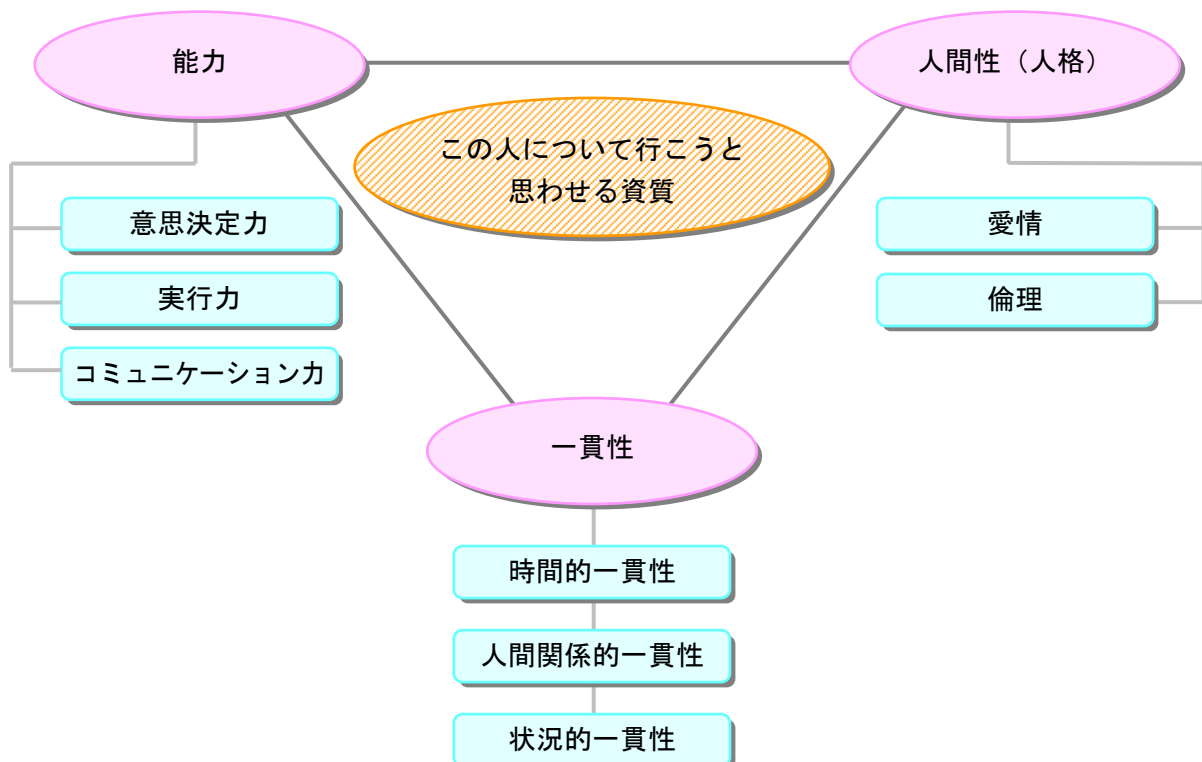 能力
人間性（人格）
この人について行こうと
思わせる資質
意思決定力
実行力
コミュニケーション力
愛情
倫理
一貫性
時間的一貫性
人間関係的一貫性
状況的一貫性